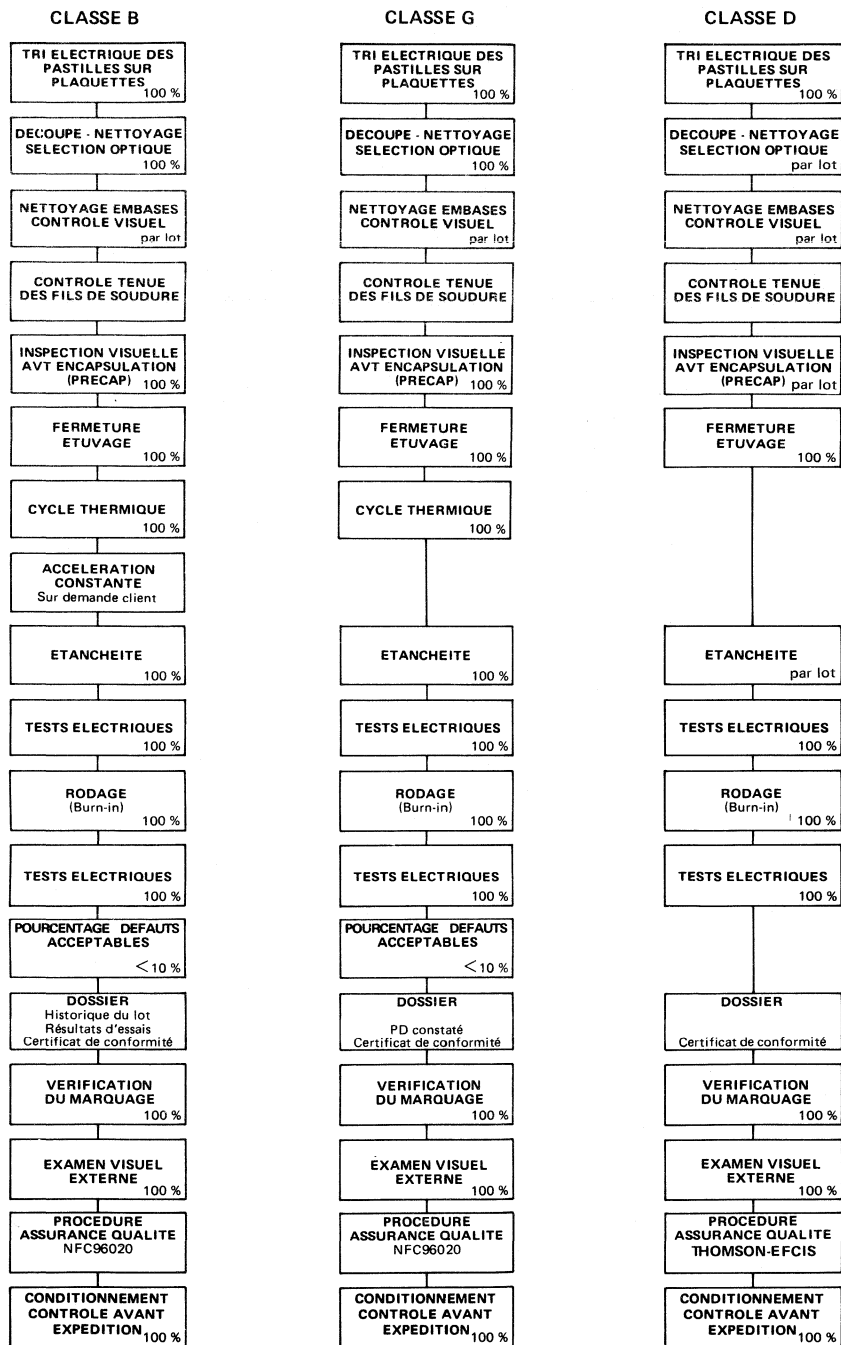 CLASSE B
TRI ELECTRIQUE DES
PASTILLES SUR
PLAQUETTES
100 %
DECOUPE - NETTOYAGE
SELECTION OPTIQUE
100 %
NETTOYAGE EMBASES
CONTROLE VISUEL
par lot
CONTROLE TENUE
DES FILS DE SOUDURE
INSPECTION VISUELLE
AVT ENCAPSULATION
(PRECAP) 100 %
FERMETURE
ETUVAGE
100 %
CYCLE THERMIQUE
100 %
ACCELERATION
CONSTANTE
Sur demande client
ETANCHEITE
100 %
TESTS ELECTRIQUES
100 %
RODAGE
(Burn-in)
100 %
TESTS ELECTRIQUES
100 %
POURCENTAGE DEFAUTS
ACCEPTABLES
<10 %
DOSSIER
Historique du lot
Résultats d'essais
Certificat de conformité
VERIFICATION
DU MARQUAGE
100 %
EXAMEN VISUEL
EXTERNE
100 %
PROCEDURE
ASSURANCE QUALITE
NFC96020
CONDITIONNEMENT
CONTROLE AVANT
EXPEDITION 100 %
CLASSE G
TRI ELECTRIQUE DES
PASTILLES SUR
PLAQUETTES
100 %
DECOUPE - NETTOYAGE
SELECTION OPTIQUE
100 %
NETTOYAGE EMBASES
CONTROLE VISUEL
par lot
CONTROLE TENUE
DES FILS DE SOUDURE
INSPECTION VISUELLE
AVT ENCAPSULATION
(PRECAP) 100 %
FERMETURE
ETUVAGE
100 %
CYCLE THERMIQUE
100 %
ETANCHEITE
100 %
TESTS ELECTRIQUES
100 %
RODAGE
(Burn-in)
100 %
TESTS ELECTRIQUES
100 %
POURCENTAGE DEFAUTS
ACCEPTABLES
<10 %
DOSSIER
PD constaté
Certificat de conformité
VERIFICATION
DU MARQUAGE
100 %
EXAMEN VISUEL
EXTERNE
100 %
PROCEDURE
ASSURANCE QUALITE
NFC96020
CONDITIONNEMENT
CONTROLE AVANT
EXPEDITION 100 %
CLASSE D
TRI ELECTRIQUE DES
PASTILLES SUR
PLAQUETTES
100 %
DECOUPE - NETTOYAGE
SELECTION OPTIQUE
par lot
NETTOYAGE EMBASES
CONTROLE VISUEL
par lot
CONTROLE TENUE
DES FILS DE SOUDURE
INSPECTION VISUELLE
AVT ENCAPSULATION
(PRECAP) par lot
FERMETURE
ETUVAGE
100 %
ETANCHEITE
par lot
TESTS ELECTRIQUES
100 %
RODAGE
(Burn-in)
100 %
TESTS ELECTRIQUES
100 %
DOSSIER
Certificat de conformité
VERIFICATION
DU MARQUAGE
100 %
EXAMEN VISUEL
EXTERNE
100 %
PROCEDURE
ASSURANCE QUALITE
THOMSON-EFCIS
CONDITIONNEMENT
CONTROLE AVANT
EXPEDITION 100 %